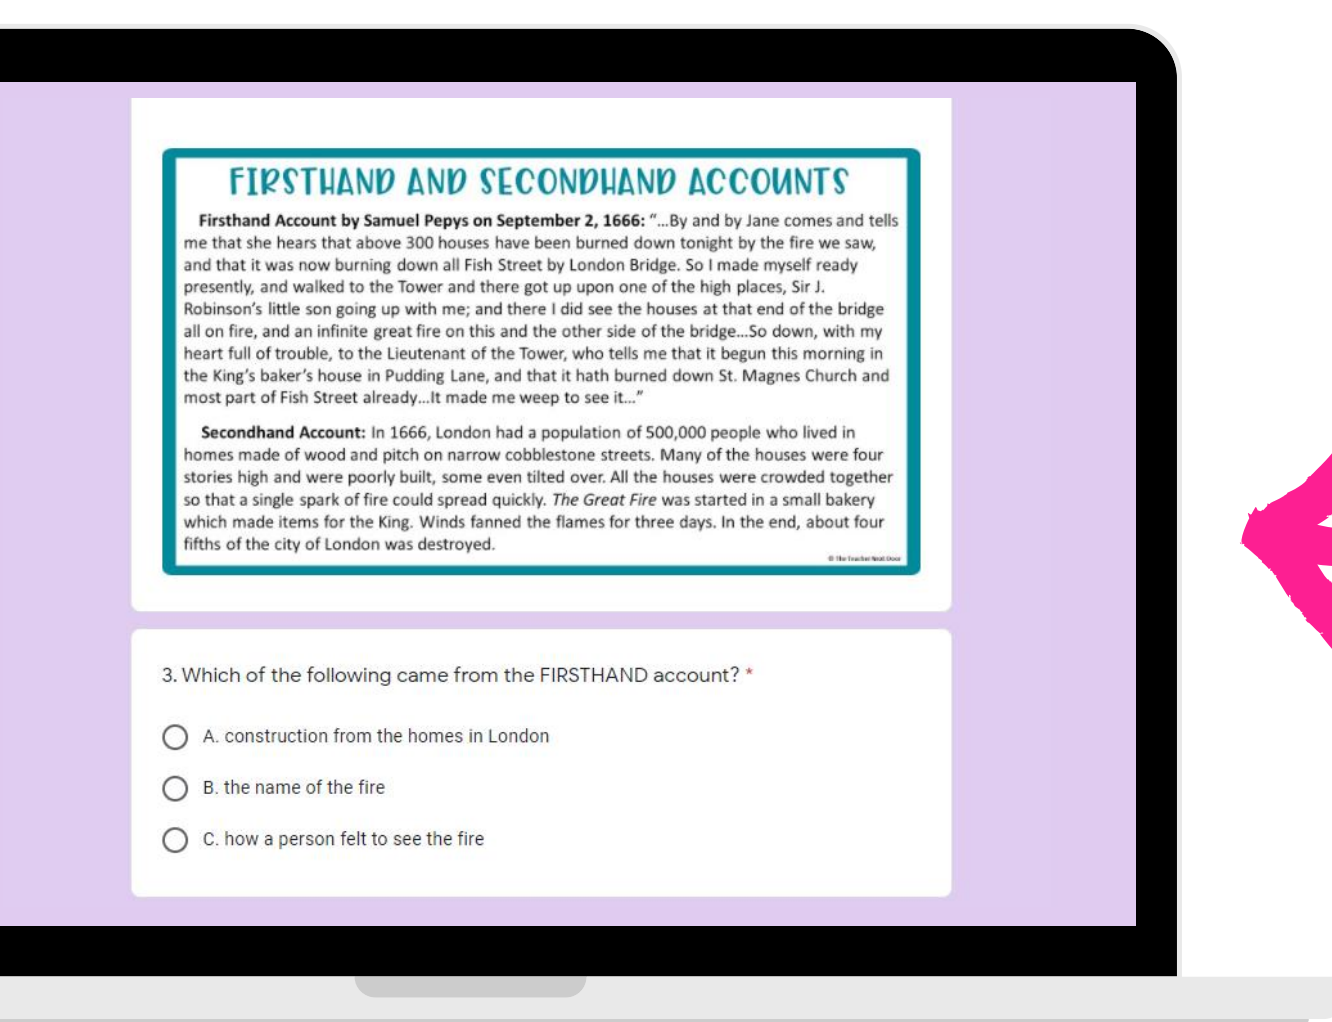 FIRSTHAND AND SECONDHAND ACCOUNTS
Firsthand Account by Samuel Pepys on September 2, 1666: “...By and by Jane comes and tells
me that she hears that above 300 houses have been burned down tonight by the fire we saw,
and that it was now burning down all Fish Street by London Bridge. So I made myself ready
presently, and walked to the Tower and there got up upon one of the high places, Sir J.
Robinson’s little son going up with me; and there I did see the houses at that end of the bridge
all on fire, and an infinite great fire on this and the other side of the bridge...So down, with my
heart full of trouble, to the Lieutenant of the Tower, who tells me that it begun this morning in
the King’s baker’s house in Pudding Lane, and that it hath burned down St. Magnes Church and
most part of Fish Street already...It made me weep to see it...”
Secondhand Account: In 1666, London had a population of 500,000 people who lived in
homes made of wood and pitch on narrow cobblestone streets. Many of the houses were four
stories high and were poorly built, some even tilted over. All the houses were crowded together
so that a single spark of fire could spread quickly. The Great Fire was started in a small bakery
which made items for the King. Winds fanned the flames for three days. In the end, about four
fifths of the city of London was destroyed.
© The Teacher Next Door
3. Which of the following came from the FIRSTHAND account? *
A. construction from the homes in London
B. the name of the fire
C. how a person felt to see the fire